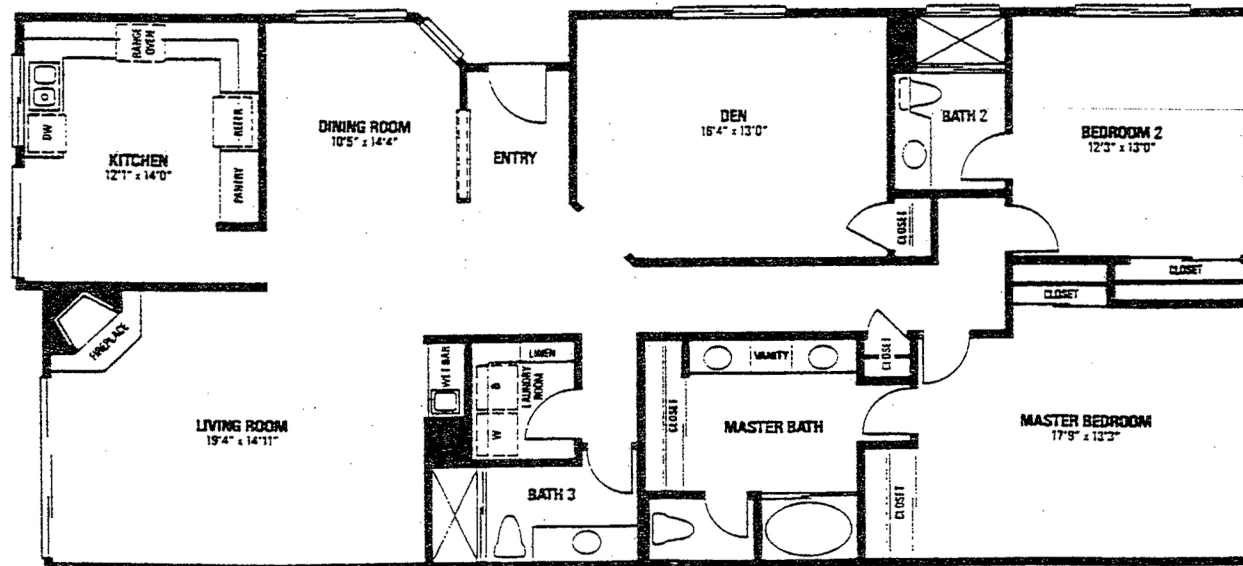 RANGE
OVEN
DW
KITCHEN
12'1" x 14'0"
REFER
PANTRY
DINING ROOM
10'5" x 14'4"
ENTRY
DEN
16'4" x 13'0"
BATH 2
BEDROOM 2
12'3" x 13'0"
CLOSET
CLOSET
CLOSET
FIREPLACE
LIVING ROOM
19'4" x 14'11"
WET BAR
LINEN
LAUNDRY
ROOM
D
W
BATH 3
CLOSET
VANITY
CLOSET
MASTER BATH
CLOSET
MASTER BEDROOM
17'9" x 13'3"